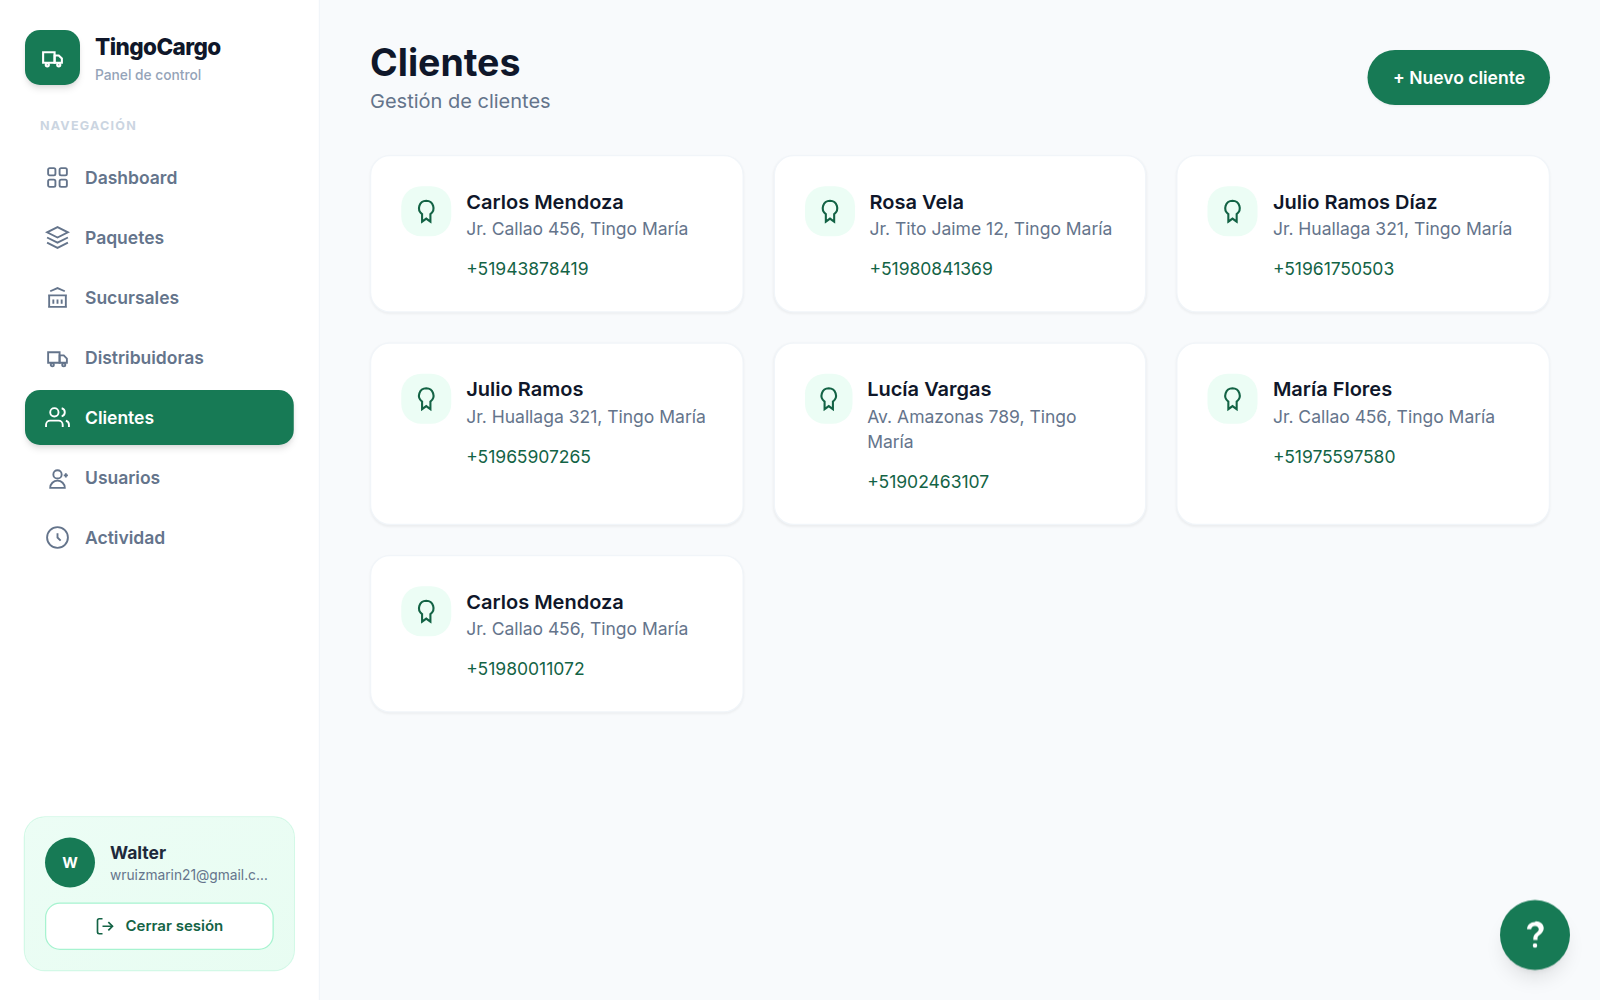 TingoCargo
Panel de control
NAVEGACIÓN
Dashboard
Paquetes
Sucursales
Distribuidoras
Clientes
Usuarios
Actividad
W
Walter
wruizmarin21@gmail.c...
Cerrar sesión
Clientes
Gestión de clientes
+ Nuevo cliente
Carlos Mendoza
Jr. Callao 456, Tingo María
+51943878419
Rosa Vela
Jr. Tito Jaime 12, Tingo María
+51980841369
Julio Ramos Díaz
Jr. Huallaga 321, Tingo María
+51961750503
Julio Ramos
Jr. Huallaga 321, Tingo María
+51965907265
Lucía Vargas
Av. Amazonas 789, Tingo
María
+51902463107
María Flores
Jr. Callao 456, Tingo María
+51975597580
Carlos Mendoza
Jr. Callao 456, Tingo María
+51980011072
?